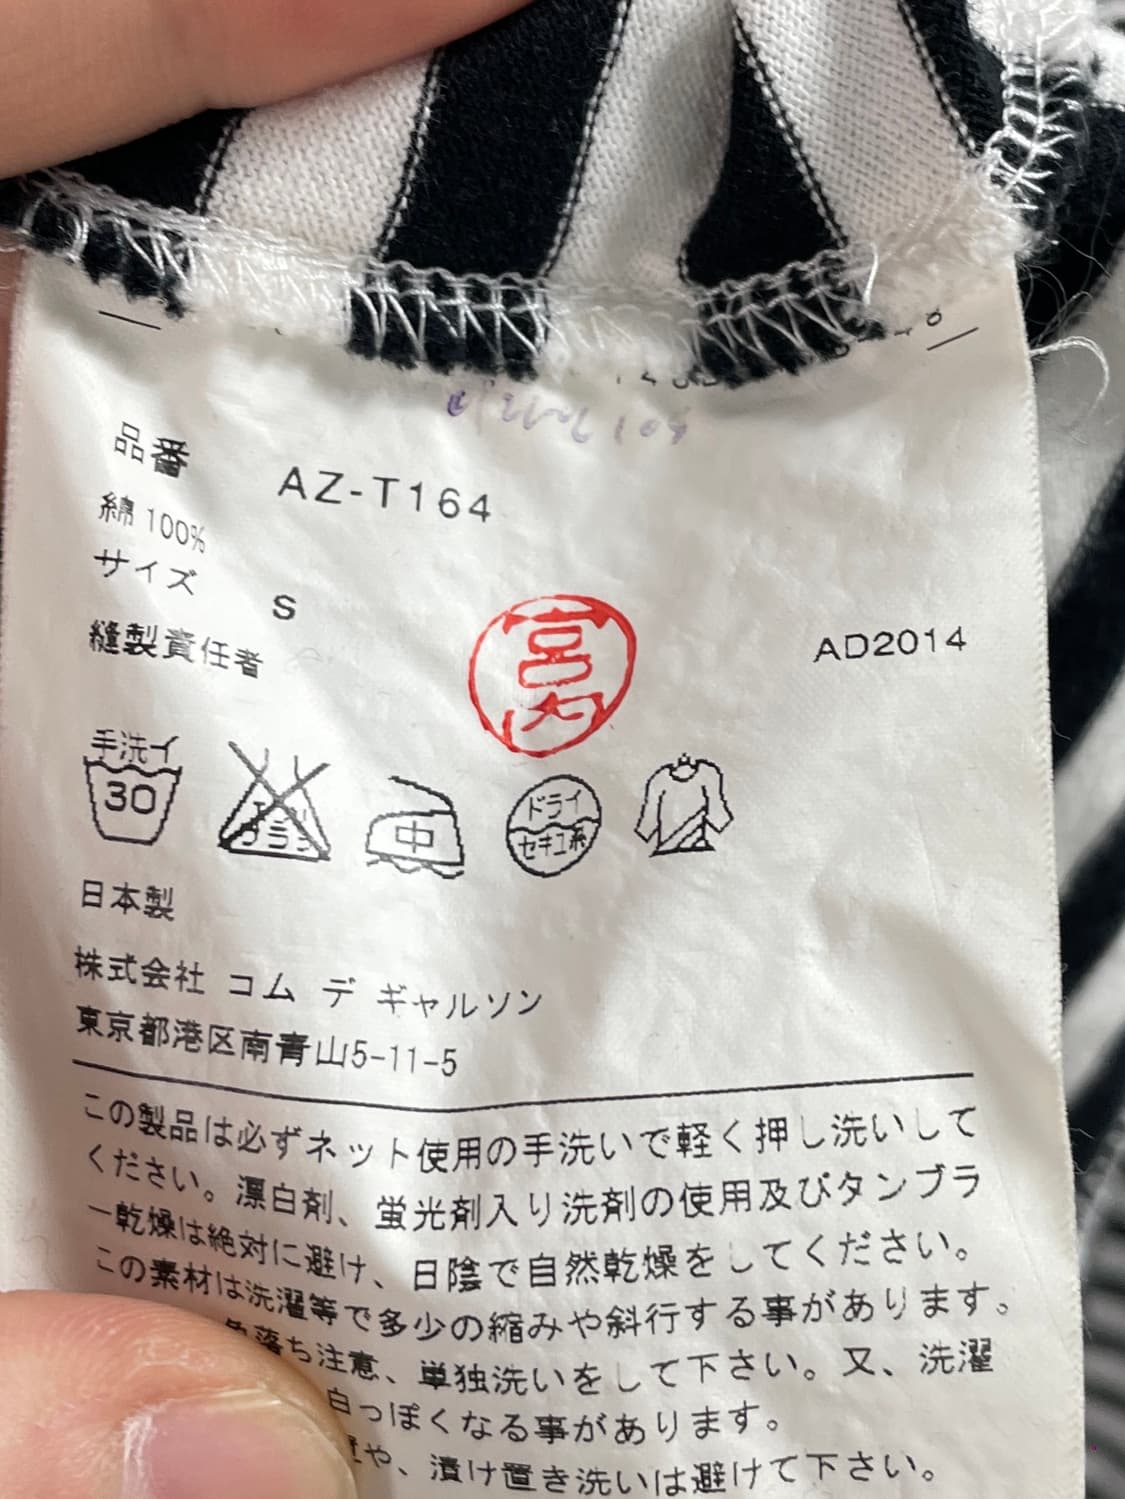 品番 AZ-T164
綿 100%
サイズ S
縫製責任者
宮内
AD2014
手洗イ
30
エンソ
サラシ
中
ドライ
セキユ系
日本製
株式会社 コム デ ギャルソン
東京都港区南青山5-11-5
この製品は必ずネット使用の手洗いで軽く押し洗いして
ください。漂白剤、蛍光剤入り洗剤の使用及びタンブラ
ー乾燥は絶対に避け、日陰で自然乾燥をしてください。
この素材は洗濯等で多少の縮みや斜行する事があります。
色落ち注意、単独洗いをして下さい。又、洗濯
白っぽくなる事があります。
や、漬け置き洗いは避けて下さい。